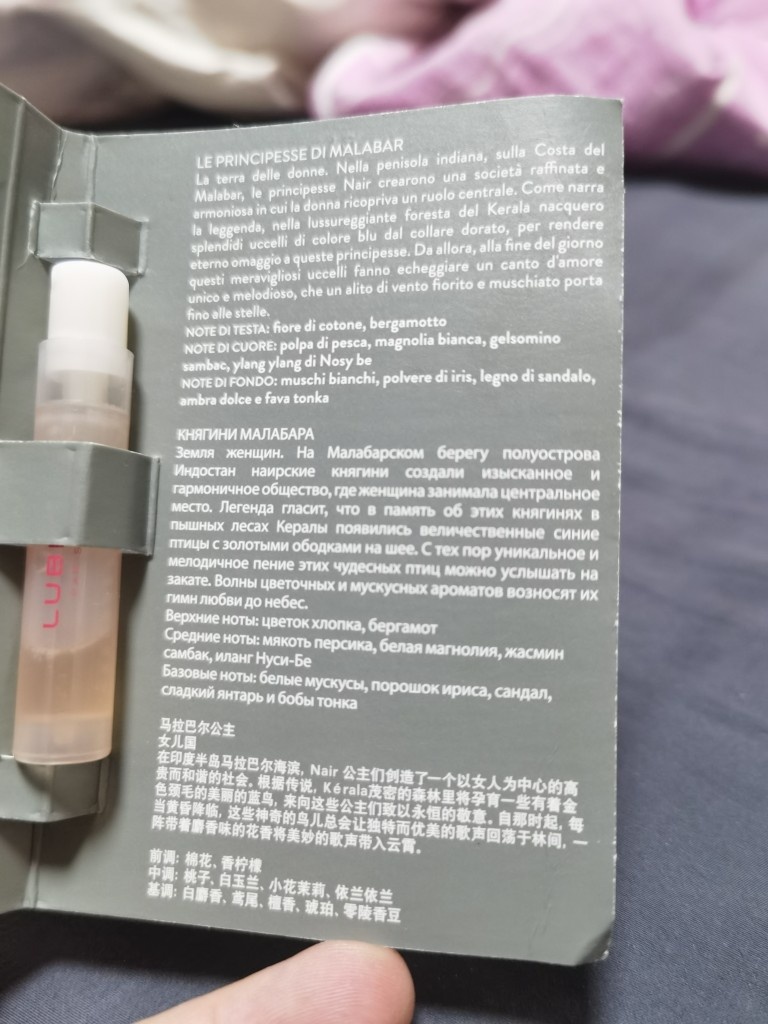 LE PRINCIPESSE DI MALABAR
La terra delle donne. Nella penisola indiana, sulla Costa del
Malabar, le principesse Nair crearono una società raffinata e
armoniosa in cui la donna ricopriva un ruolo centrale. Come narra
la leggenda, nella lussureggiante foresta del Kerala nacquero
splendidi uccelli di colore blu dal collare dorato, per rendere
eterno omaggio a queste principesse. Da allora, alla fine del giorno
questi meravigliosi uccelli fanno echeggiare un canto d'amore
unico e melodioso, che un alito di vento fiorito e muschiato porta
fino alle stelle.
NOTE DI TESTA: fiore di cotone, bergamotto
NOTE DI CUORE: polpa di pesca, magnolia bianca, gelsomino
sambac, ylang ylang di Nosy be
NOTE DI FONDO: muschi bianchi, polvere di iris, legno di sandalo,
ambra dolce e fava tonka
КНЯГИНИ МАЛАБАРА
Земля женщин. На Малабарском берегу полуострова
Индостан наирские княгини создали изысканное и
гармоничное общество, где женщина занимала центральное
место. Легенда гласит, что в память об этих княгинях в
пышных лесах Кералы появились величественные синие
птицы с золотыми ободками на шее. С тех пор уникальное и
мелодичное пение этих чудесных птиц можно услышать на
закате. Волны цветочных и мускусных ароматов возносят их
гимн любви до небес.
Верхние ноты: цветок хлопка, бергамот
Средние ноты: мякоть персика, белая магнолия, жасмин
самбак, иланг Нуси-Бе
Базовые ноты: белые мускусы, порошок ириса, сандал,
сладкий янтарь и бобы тонка
马拉巴尔公主
女儿国
在印度半岛马拉巴尔海滨, Nair 公主们创造了一个以女人为中心的高
贵而和谐的社会。根据传说, Kérala茂密的森林里将孕育一些有着金
色颈毛的美丽的蓝鸟, 来向这些公主们致以永恒的敬意。自那时起, 每
当黄昏降临, 这些神奇的鸟儿总会让独特而优美的歌声回荡于林间, 一
阵带着麝香味的花香将美妙的歌声带入云霄。
前调: 棉花、香柠檬
中调: 桃子、白玉兰、小花茉莉、依兰依兰
基调: 白麝香、鸢尾、檀香、琥珀、零陵香豆